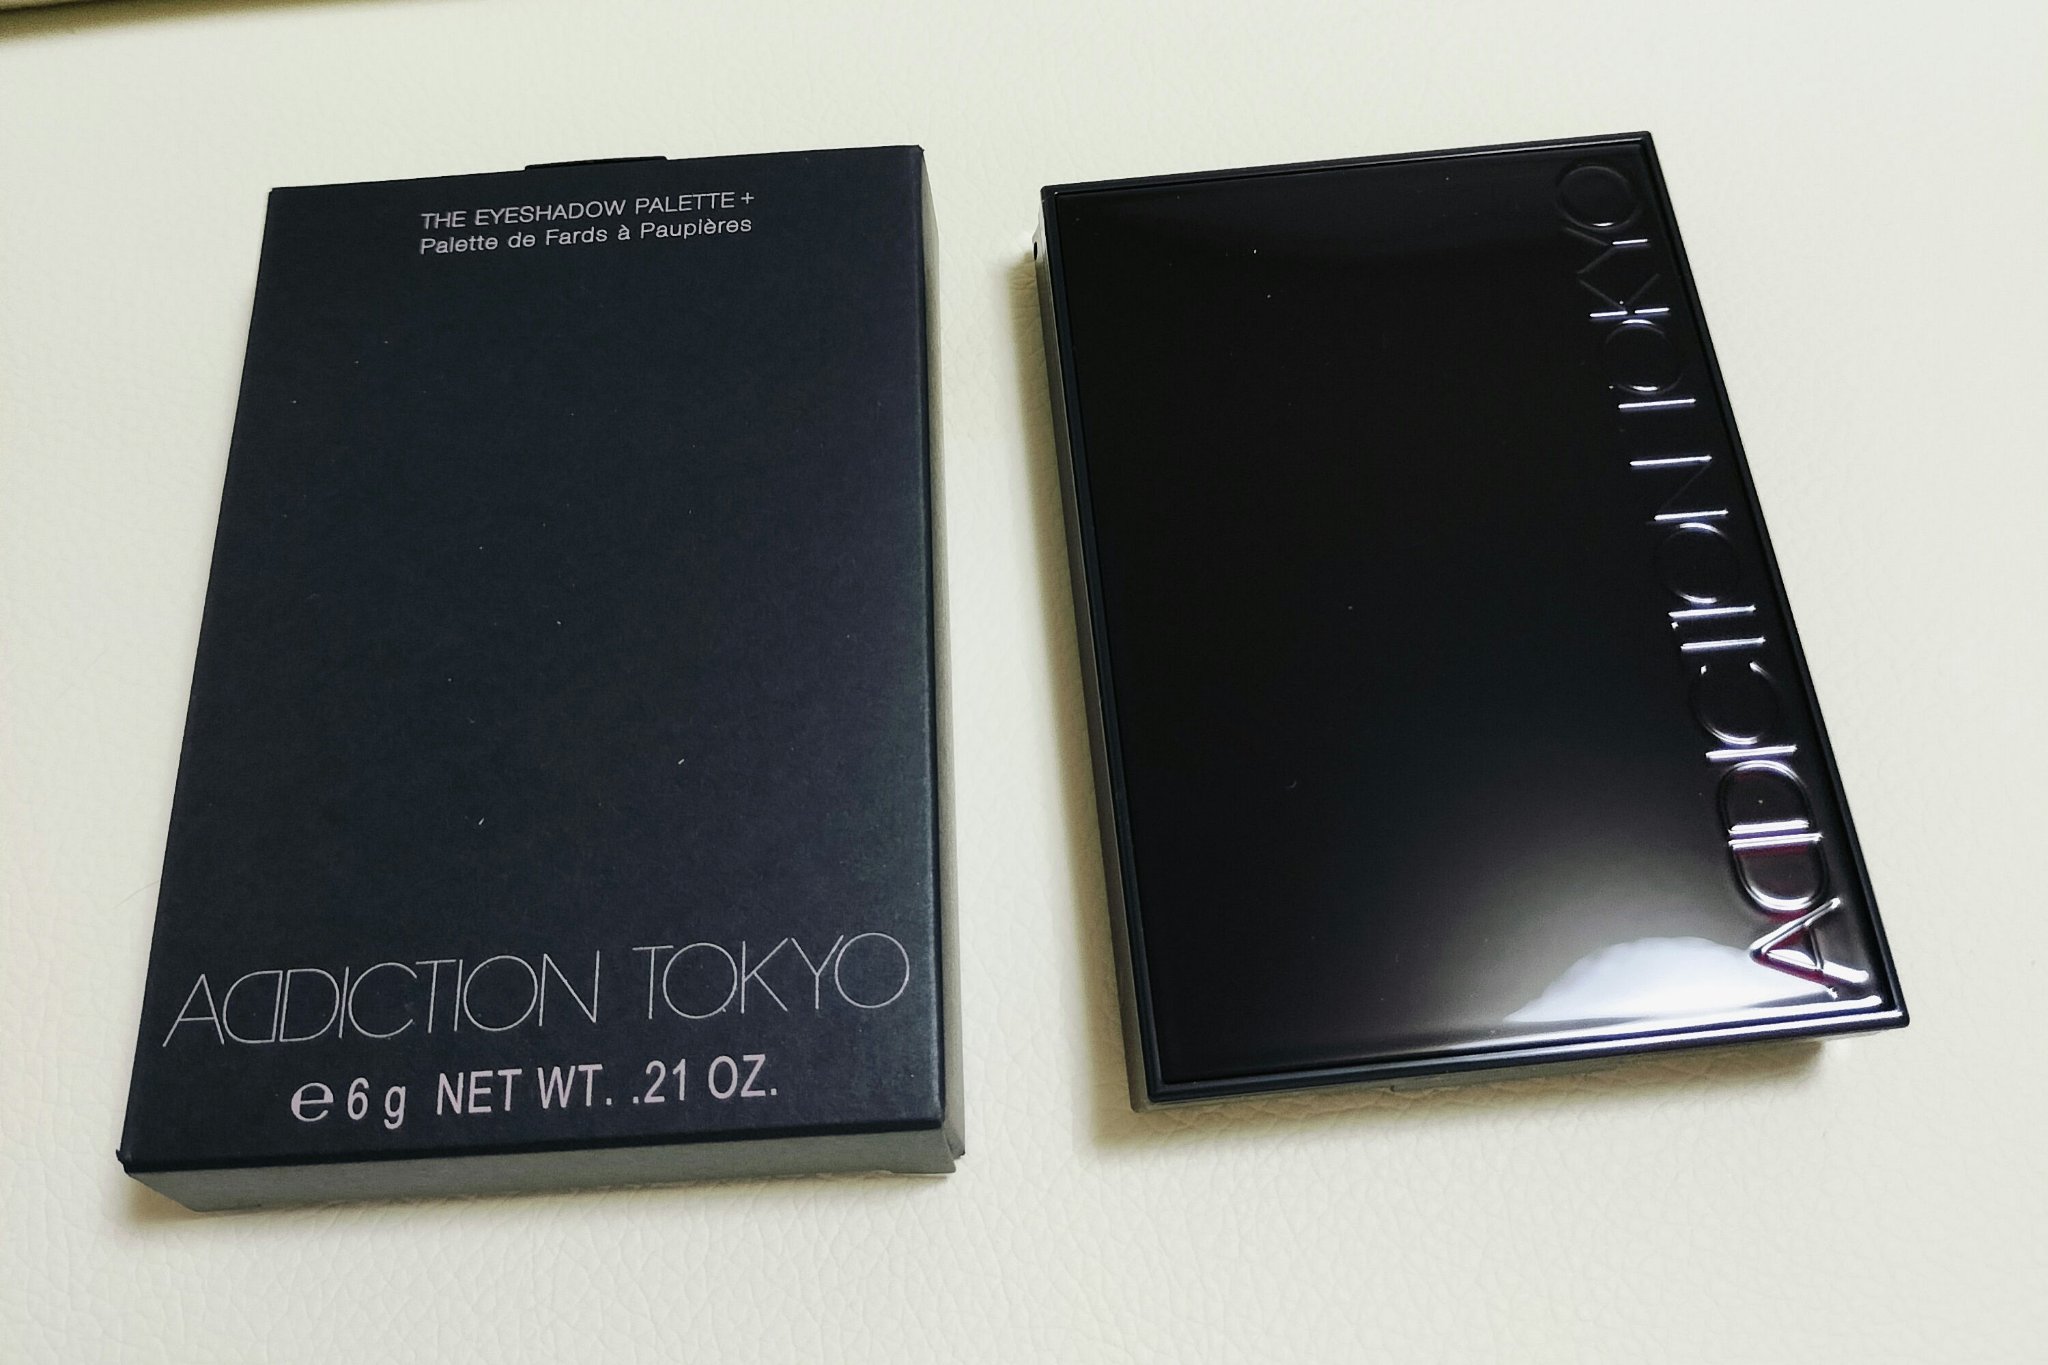 THE EYESHADOW PALETTE+
Palette de Fards à Paupières
ADDICTION TOKYO
℮ 6 g NET WT. .21 OZ.
ADDICTION TOKYO